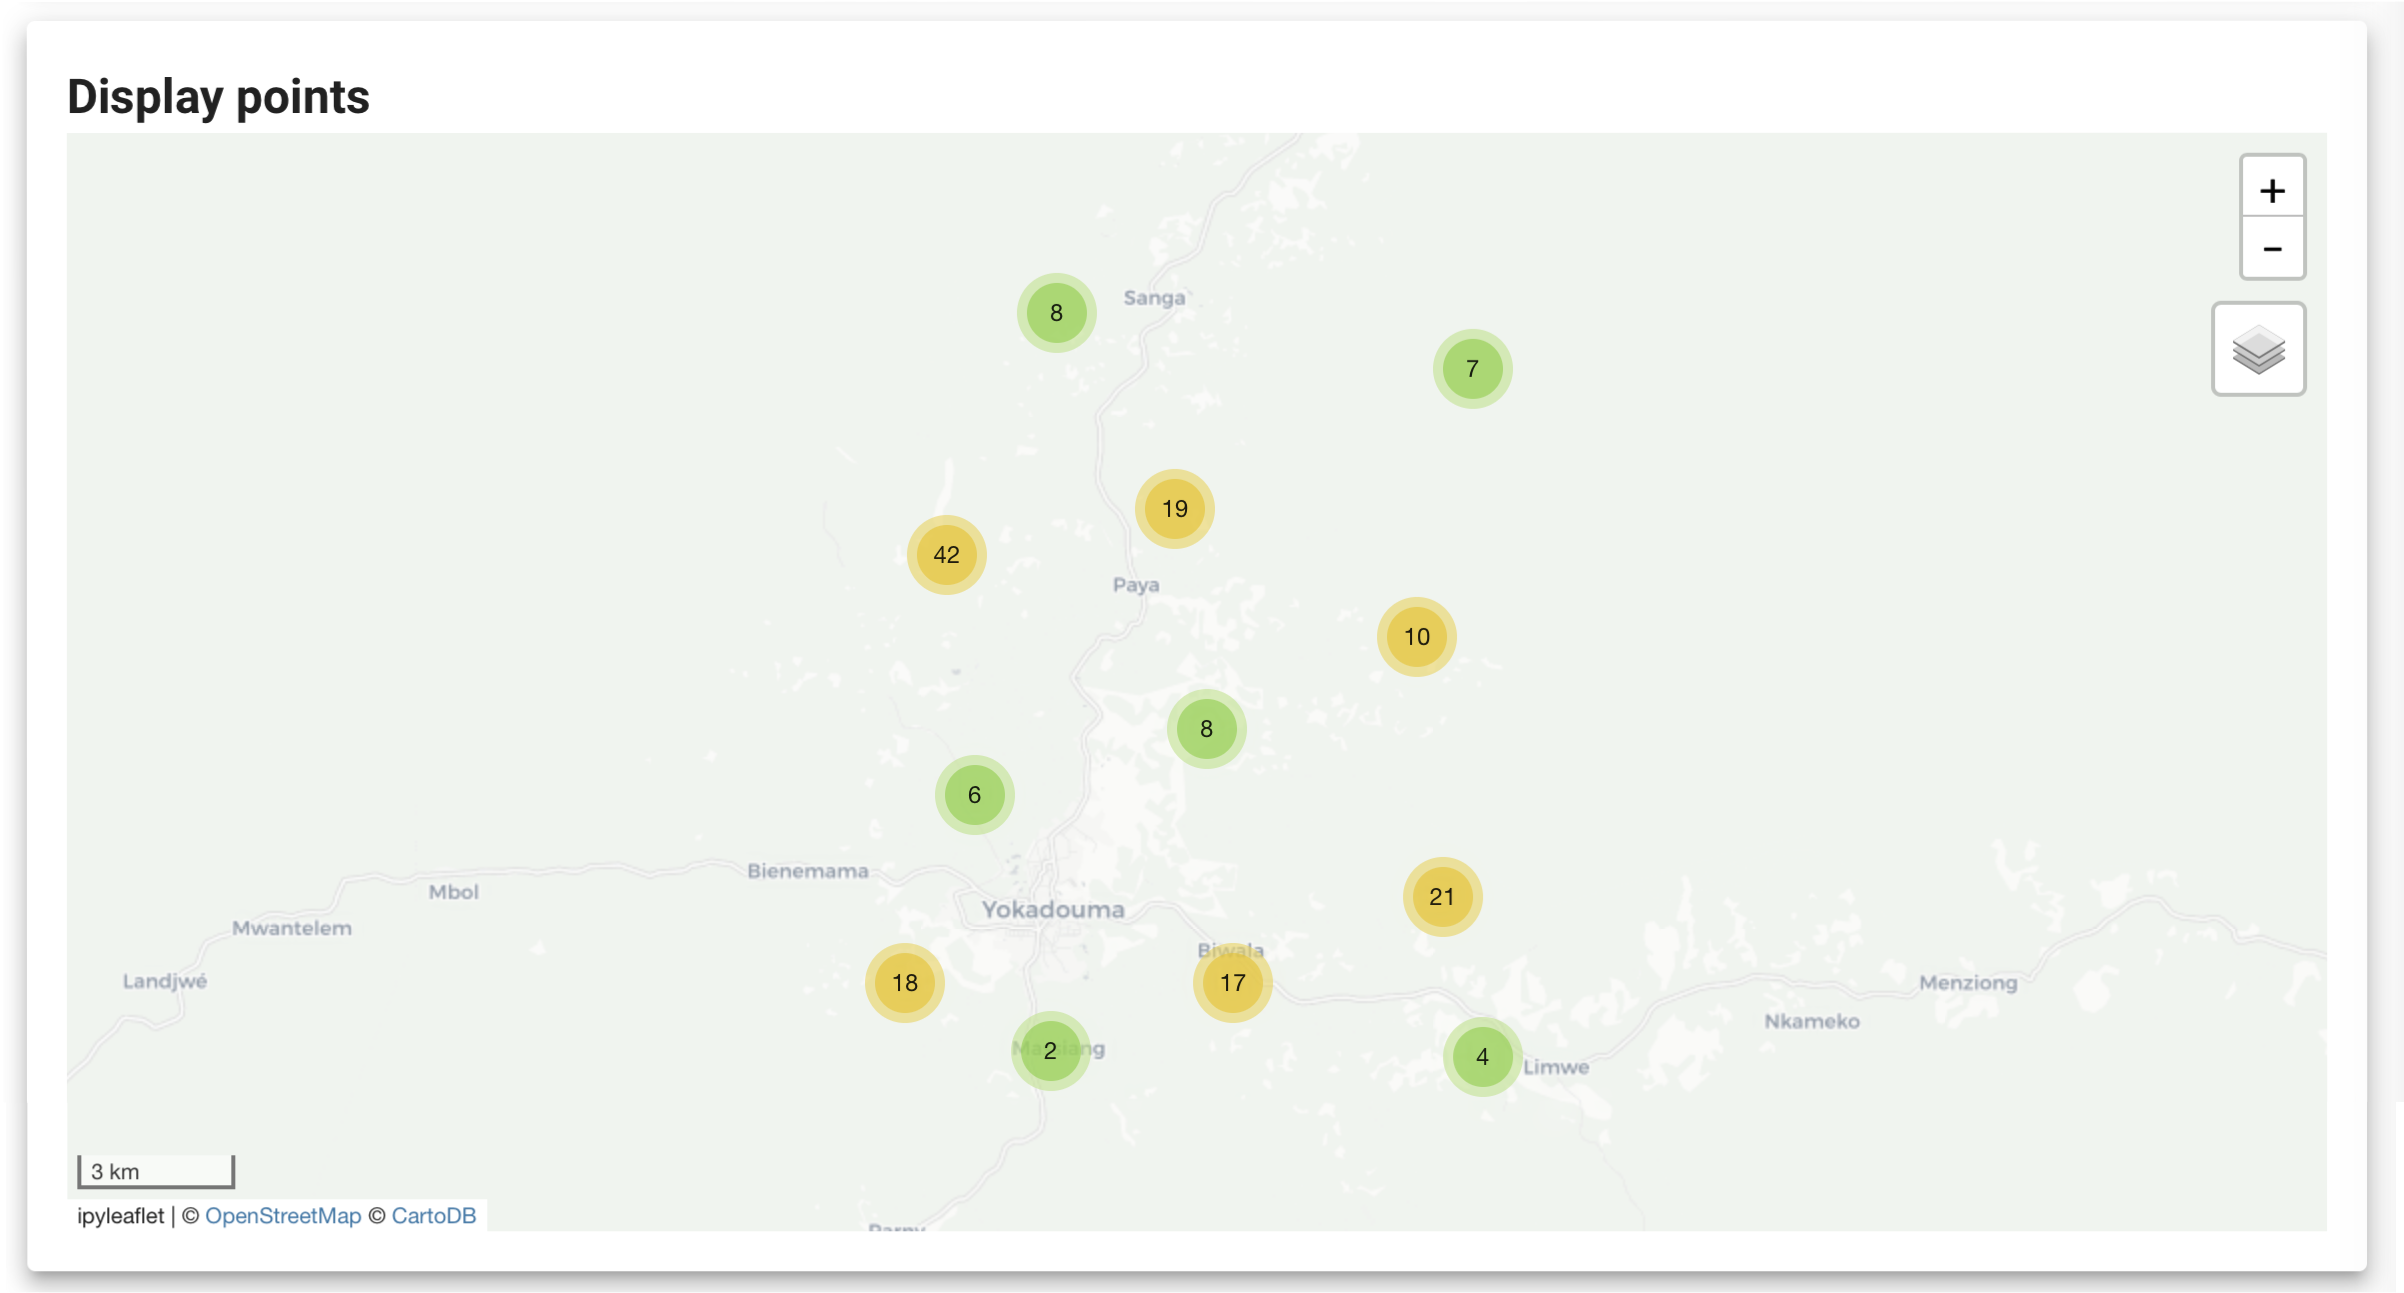 Display points
+
−
8
Sanga
7
19
42
Paya
10
8
6
Bienemama
Mbol
21
Yokadouma
Mwantelem
Biwala
Landjwé
18
17
Menziong
Nkameko
2
4
Limwe
3 km
ipyleaflet | © OpenStreetMap © CartoDB